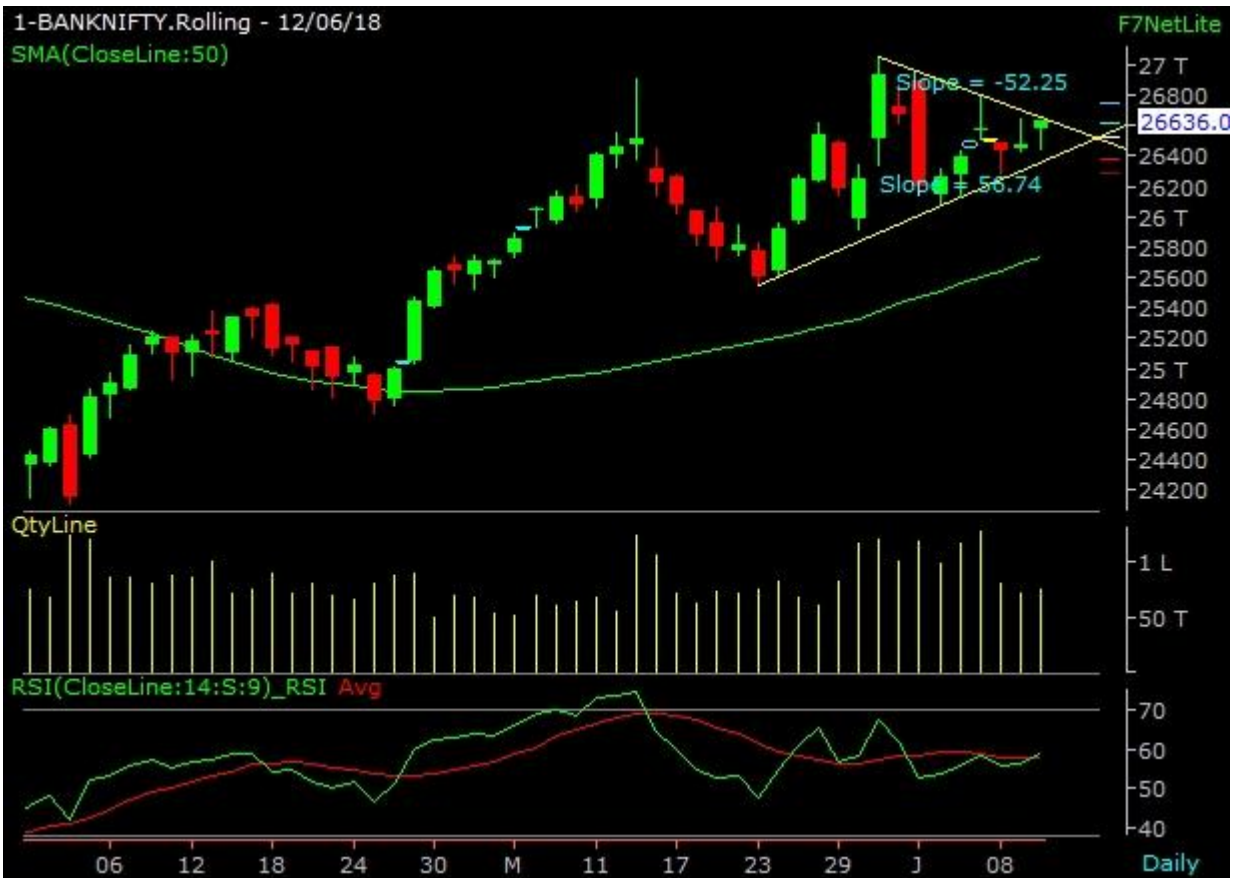 1-BANKNIFTY.Rolling - 12/06/18
F7NetLite
SMA(CloseLine:50)
27 T
Slope = -52.25
26800
26636.0
26400
Slope = 56.74
26200
26 T
25800
25600
25400
25200
25 T
24800
24600
24400
24200
QtyLine
1 L
50 T
RSI(CloseLine:14:S:9)_RSI Avg
70
60
50
40
06 12 18 24 30 M 11 17 23 29 J 08 Daily